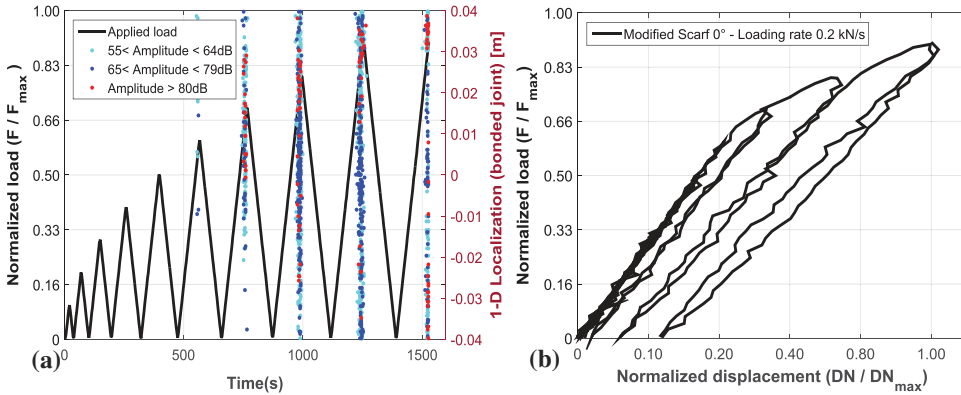 Normalized load (F / F_max)
1.00
0.83
0.66
0.50
0.33
0.16
0
Applied load
55< Amplitude < 64dB
65< Amplitude < 79dB
Amplitude > 80dB
0.04
0.03
0.02
0.01
0
-0.01
-0.02
-0.03
-0.04
1-D Localization (bonded joint) [m]
0 500 1000 1500
Time(s)
(a)
Normalized load (F / F_max)
1.00
0.83
0.66
0.50
0.33
0.16
0
Modified Scarf 0° - Loading rate 0.2 kN/s
0 0.10 0.20 0.40 0.80 1.00
Normalized displacement (DN / DN_max)
(b)